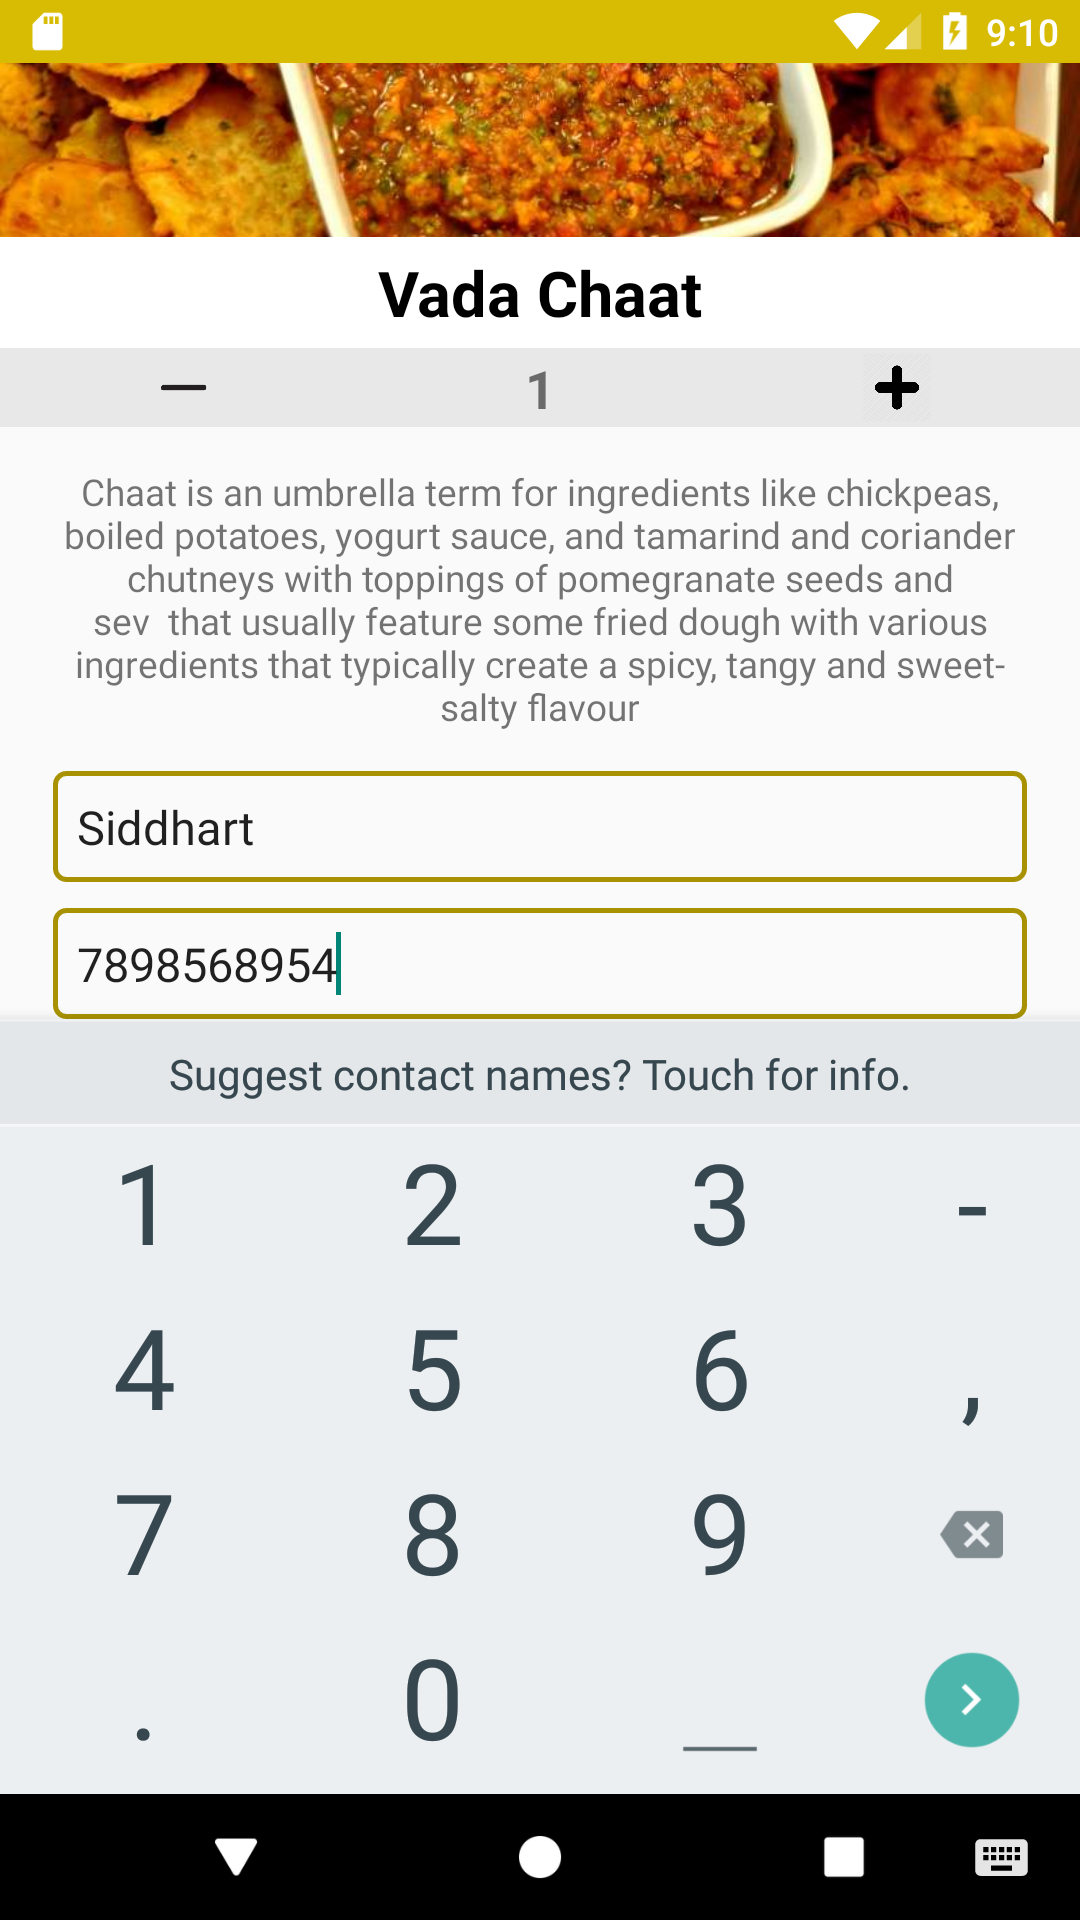 9:10
Vada Chaat
1
Chaat is an umbrella term for ingredients like chickpeas,
boiled potatoes, yogurt sauce, and tamarind and coriander
chutneys with toppings of pomegranate seeds and
sev  that usually feature some fried dough with various
ingredients that typically create a spicy, tangy and sweet-
salty flavour
Siddhart
7898568954
Suggest contact names? Touch for info.
1 2 3 -
4 5 6 ,
7 8 9
. 0 _